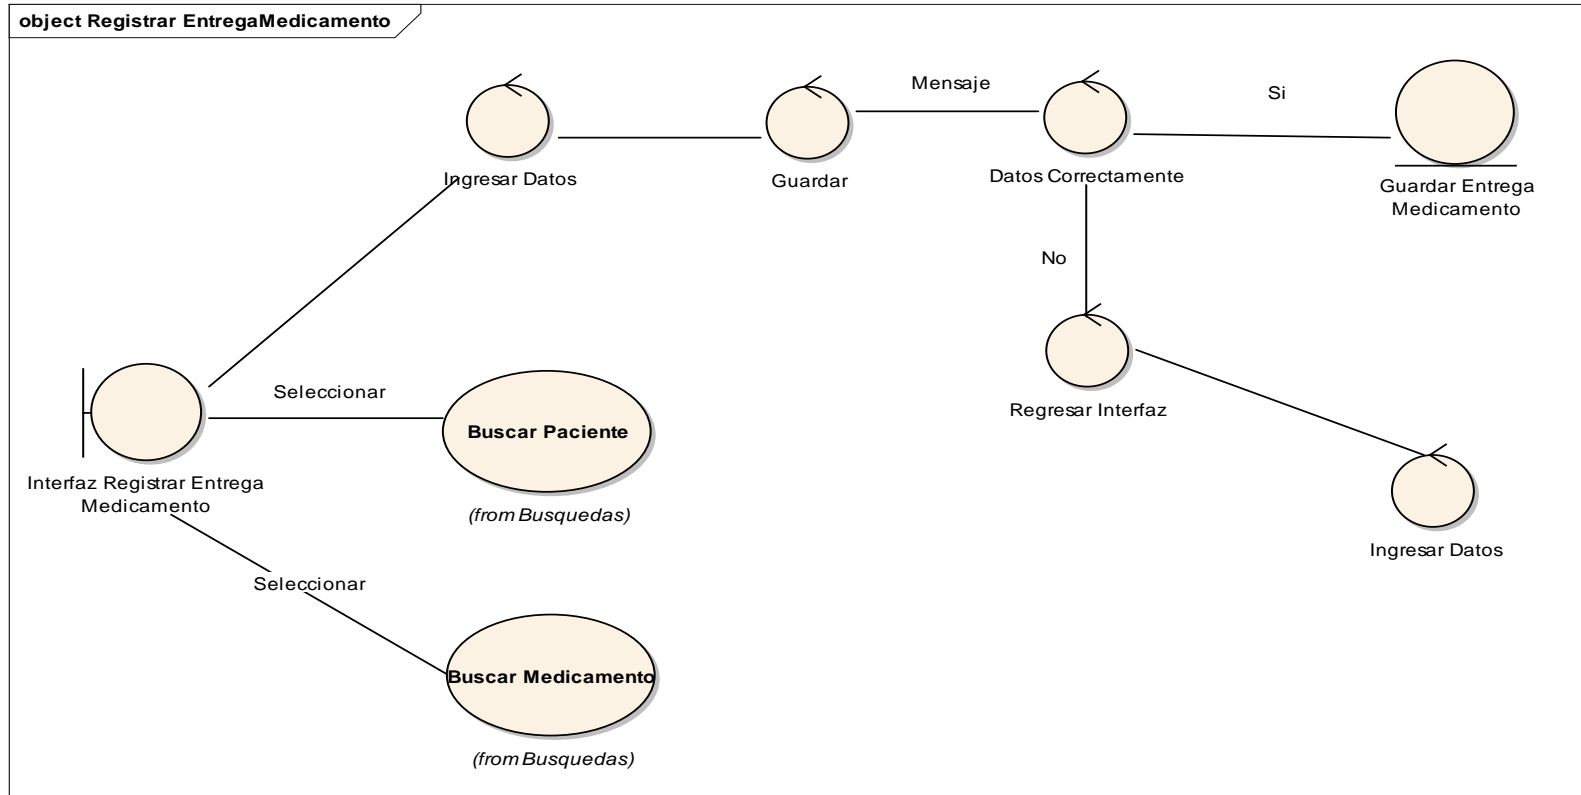 object Registrar EntregaMedicamento
Mensaje
Si
Ingresar Datos
Guardar
Datos Correctamente
Guardar Entrega
Medicamento
No
Seleccionar
Buscar Paciente
(from Busquedas)
Regresar Interfaz
Interfaz Registrar Entrega
Medicamento
Ingresar Datos
Seleccionar
Buscar Medicamento
(from Busquedas)